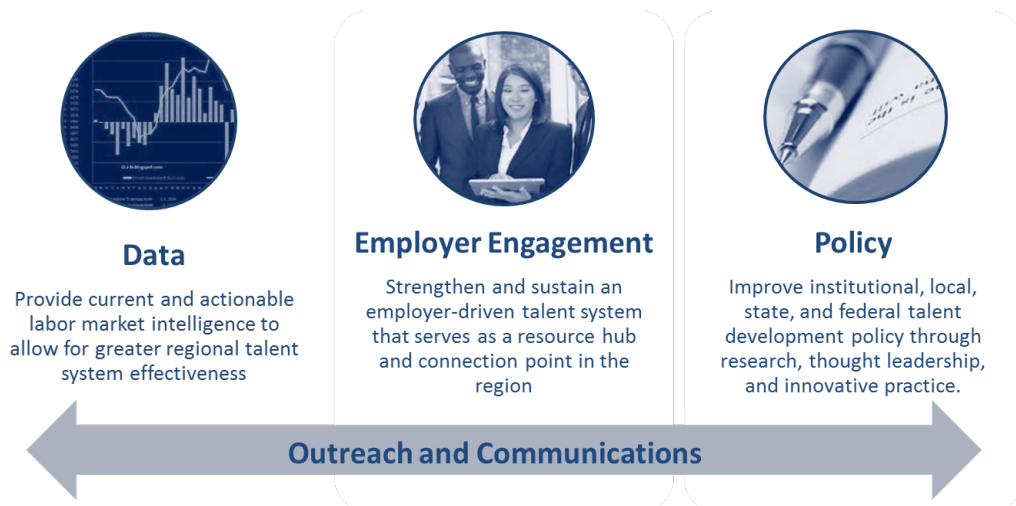 Data
Provide current and actionable
labor market intelligence to
allow for greater regional talent
system effectiveness
Employer Engagement
Strengthen and sustain an
employer-driven talent system
that serves as a resource hub
and connection point in the
region
Policy
Improve institutional, local,
state, and federal talent
development policy through
research, thought leadership,
and innovative practice.
Outreach and Communications